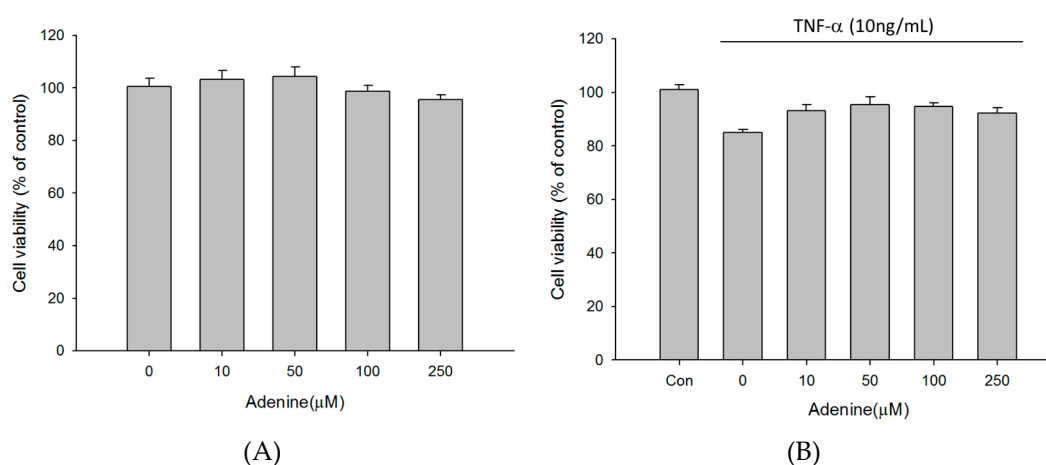 120
100
80
60
40
20
0
Cell viability (% of control)
0 10 50 100 250
Adenine(μM)
(A)
TNF-α (10ng/mL)
120
100
80
60
40
20
0
Cell viability (% of control)
Con 0 10 50 100 250
Adenine(μM)
(B)